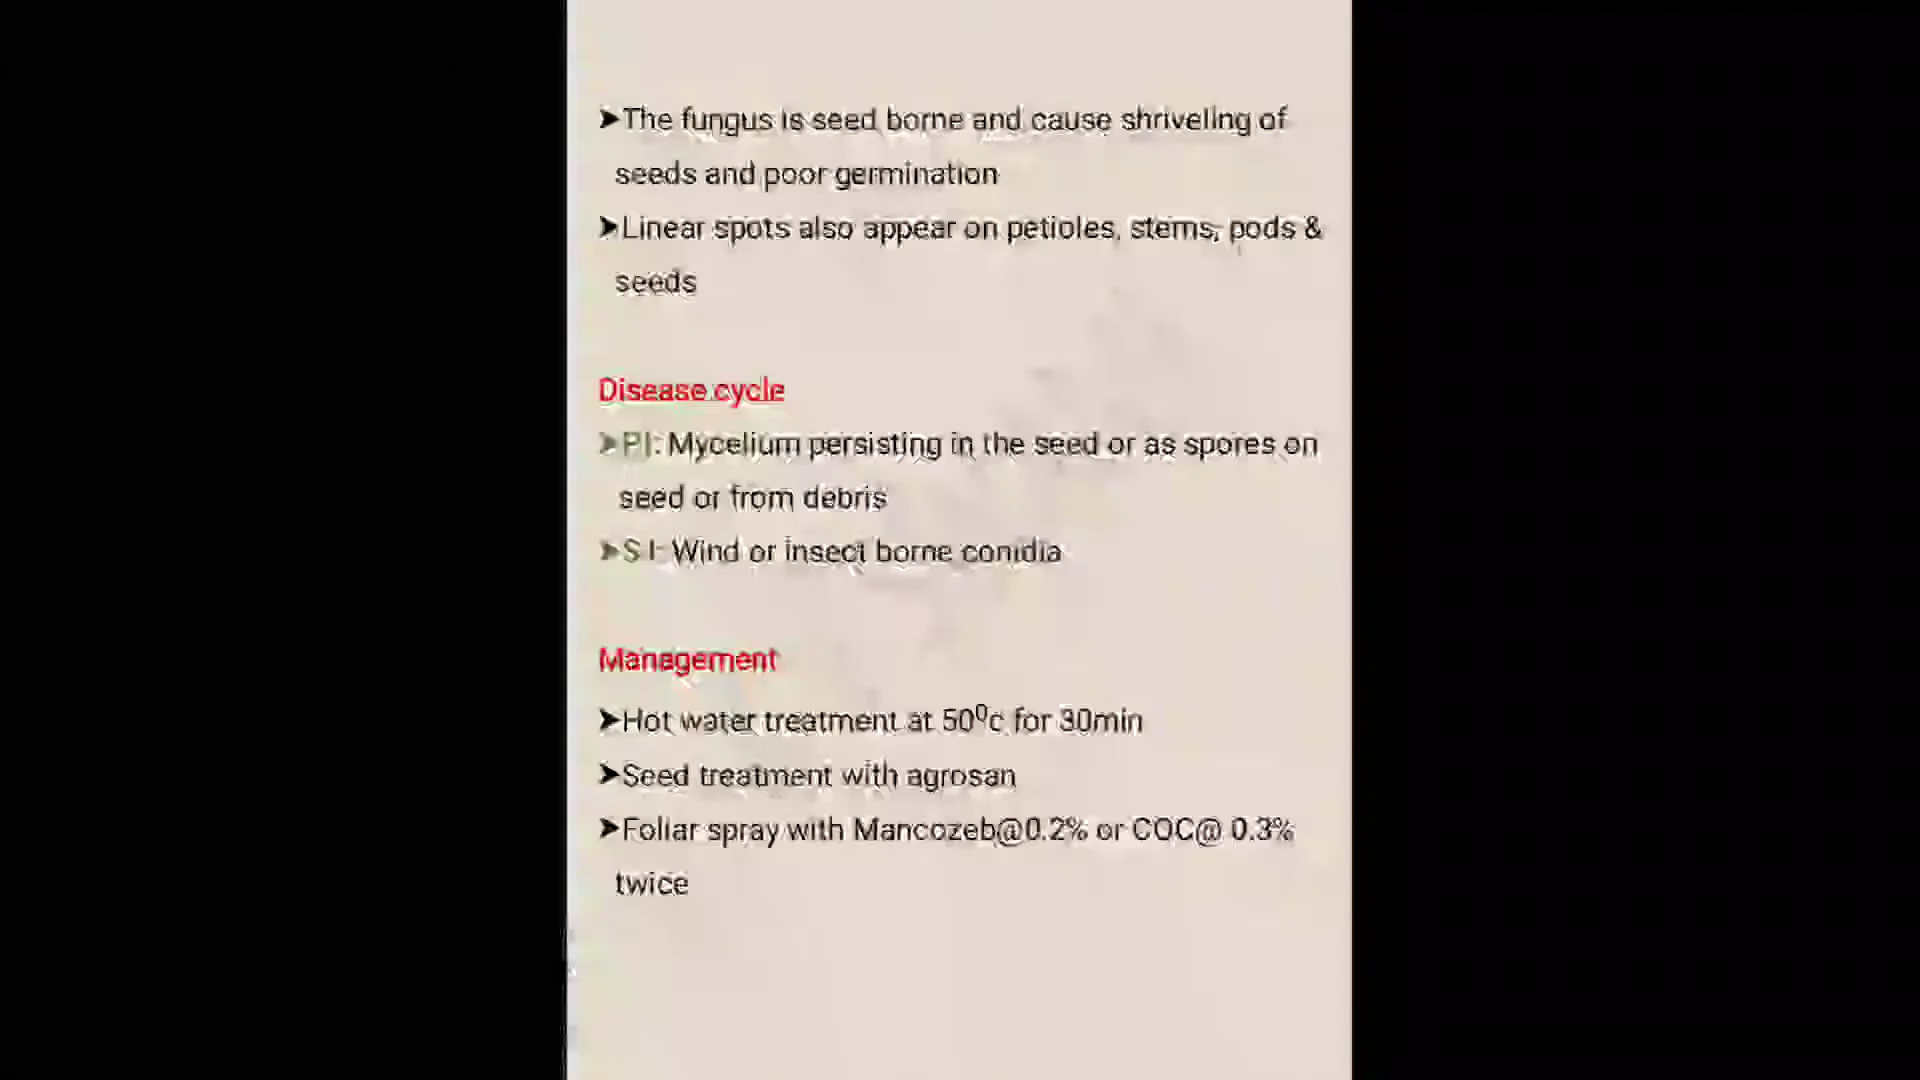 ➤The fungus is seed borne and cause shriveling of
seeds and poor germination
➤Linear spots also appear on petioles, stems, pods &
seeds
Disease cycle
➤P.I: Mycelium persisting in the seed or as spores on
seed or from debris
➤S I: Wind or insect borne conidia
Management
➤Hot water treatment at 50⁰c for 30min
➤Seed treatment with agrosan
➤Foliar spray with Mancozeb@0.2% or COC@ 0.3%
twice